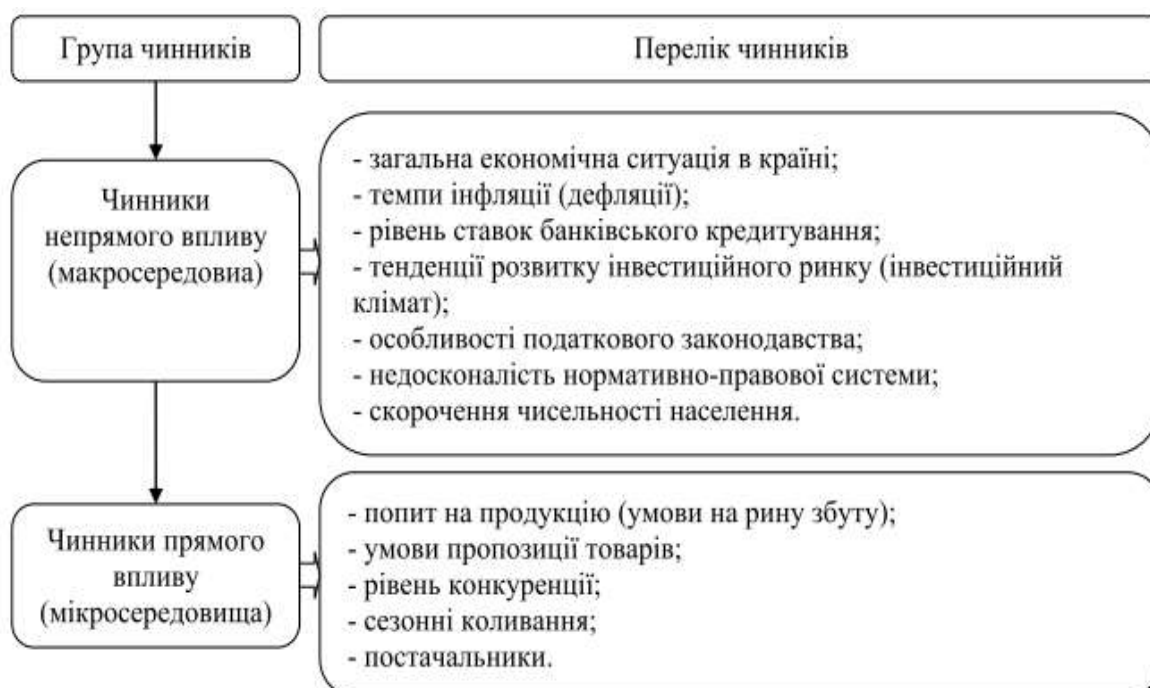 Група чинників
Перелік чинників
Чинники
непрямого впливу
(макросередовиа)
- загальна економічна ситуація в країні;
- темпи інфляції (дефляції);
- рівень ставок банківського кредитування;
- тенденції розвитку інвестиційного ринку (інвестиційний
клімат);
- особливості податкового законодавства;
- недосконалість нормативно-правової системи;
- скорочення чисельності населення.
Чинники прямого
впливу
(мікросередовища)
- попит на продукцію (умови на рину збуту);
- умови пропозиції товарів;
- рівень конкуренції;
- сезонні коливання;
- постачальники.